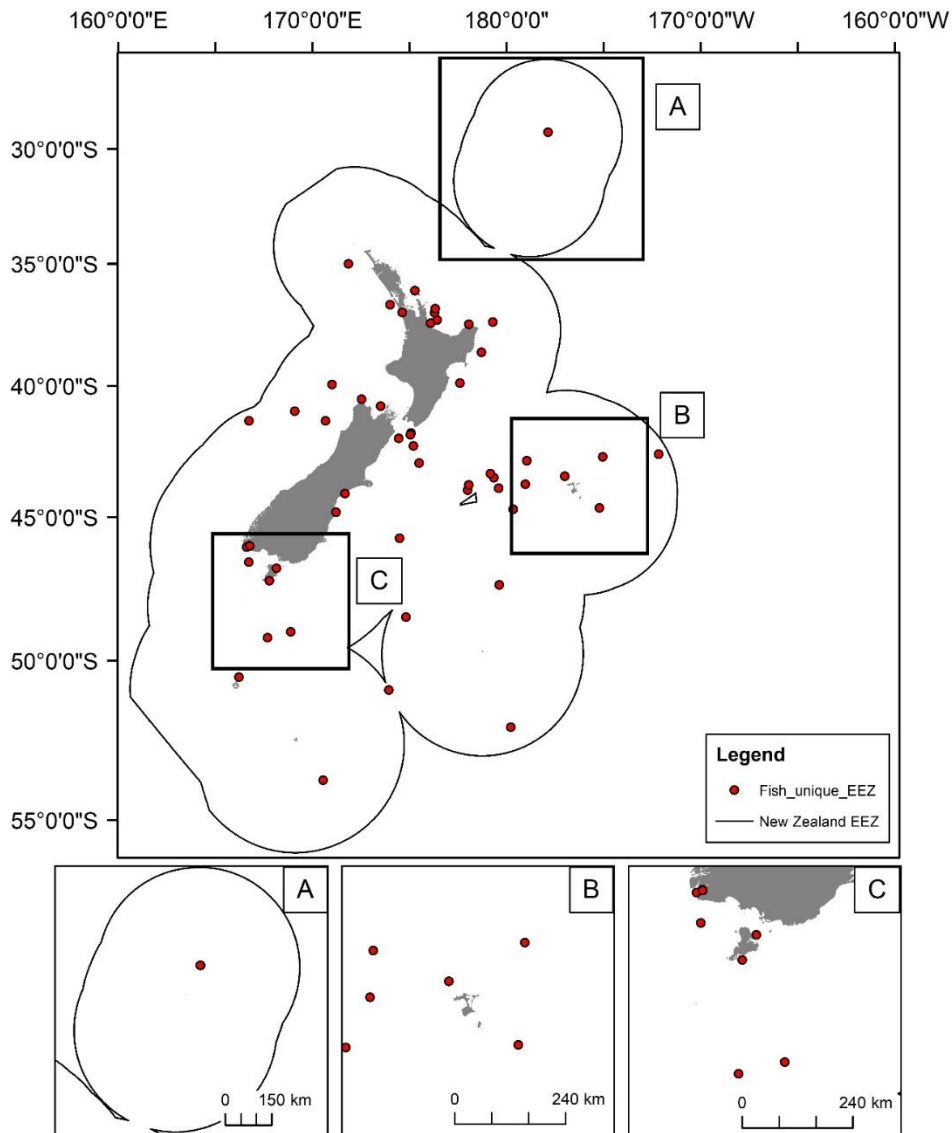 160°0'0"E 170°0'0"E 180°0'0" 170°0'0"W 160°0'0"W
A
30°0'0"S
35°0'0"S
40°0'0"S
B
45°0'0"S
C
50°0'0"S
Legend
Fish_unique_EEZ
New Zealand EEZ
55°0'0"S
A B C
0 150 km
0 240 km
0 240 km